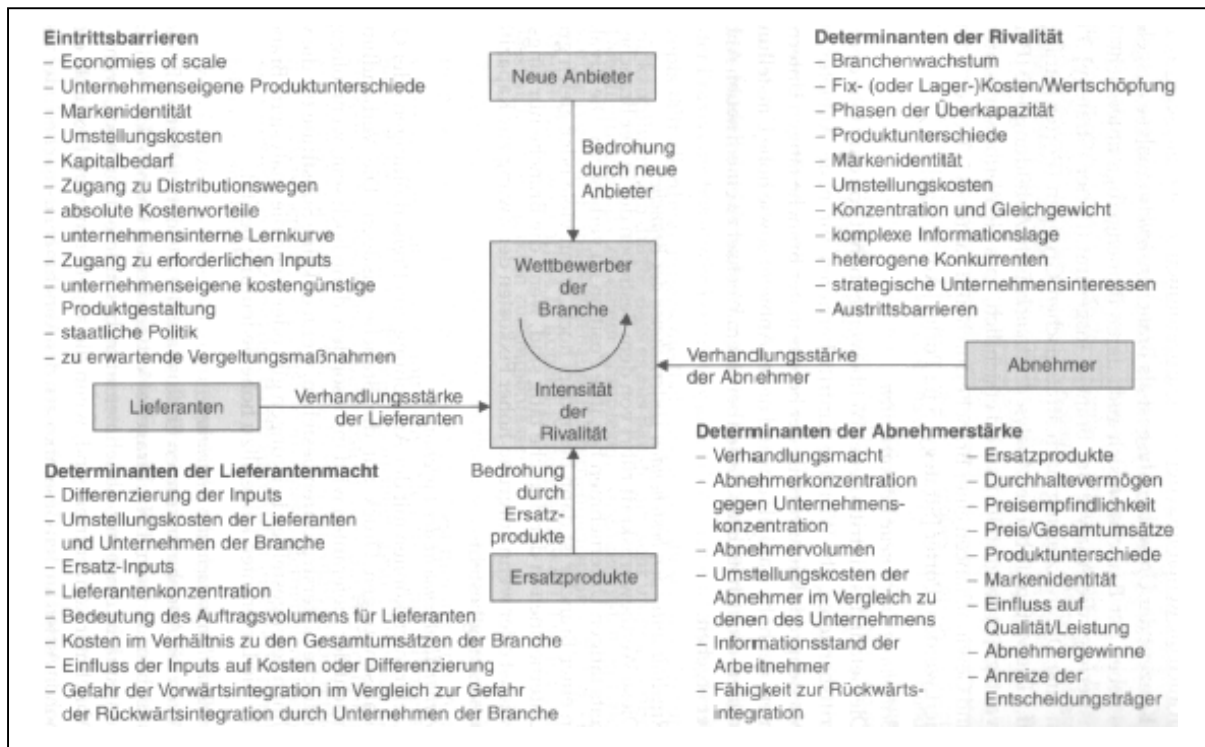 Eintrittsbarrieren
– Economies of scale
– Unternehmenseigene Produktunterschiede
– Markenidentität
– Umstellungskosten
– Kapitalbedarf
– Zugang zu Distributionswegen
– absolute Kostenvorteile
– unternehmensinterne Lernkurve
– Zugang zu erforderlichen Inputs
– unternehmenseigene kostengünstige
Produktgestaltung
– staatliche Politik
– zu erwartende Vergeltungsmaßnahmen
Neue Anbieter
Bedrohung
durch neue
Anbieter
Determinanten der Rivalität
– Branchenwachstum
– Fix- (oder Lager-)Kosten/Wertschöpfung
– Phasen der Überkapazität
– Produktunterschiede
– Märkenidentität
– Umstellungskosten
– Konzentration und Gleichgewicht
– komplexe Informationslage
– heterogene Konkurrenten
– strategische Unternehmensinteressen
– Austrittsbarrieren
Wettbewerber
der
Branche
Intensität
der
Rivalität
Lieferanten
Verhandlungsstärke
der Lieferanten
Verhandlungsstärke
der Abnehmer
Abnehmer
Determinanten der Lieferantenmacht
– Differenzierung der Inputs
– Umstellungskosten der Lieferanten
und Unternehmen der Branche
– Ersatz-Inputs
– Lieferantenkonzentration
– Bedeutung des Auftragsvolumens für Lieferanten
– Kosten im Verhältnis zu den Gesamtumsätzen der Branche
– Einfluss der Inputs auf Kosten oder Differenzierung
– Gefahr der Vorwärtsintegration im Vergleich zur Gefahr
der Rückwärtsintegration durch Unternehmen der Branche
Bedrohung
durch
Ersatz-
produkte
Ersatzprodukte
Determinanten der Abnehmerstärke
– Verhandlungsmacht
– Abnehmerkonzentration
gegen Unternehmens-
konzentration
– Abnehmervolumen
– Umstellungskosten der
Abnehmer im Vergleich zu
denen des Unternehmens
– Informationsstand der
Arbeitnehmer
– Fähigkeit zur Rückwärts-
integration
– Ersatzprodukte
– Durchhaltevermögen
– Preisempfindlichkeit
– Preis/Gesamtumsätze
– Produktunterschiede
– Markenidentität
– Einfluss auf
Qualität/Leistung
– Abnehmergewinne
– Anreize der
Entscheidungsträger